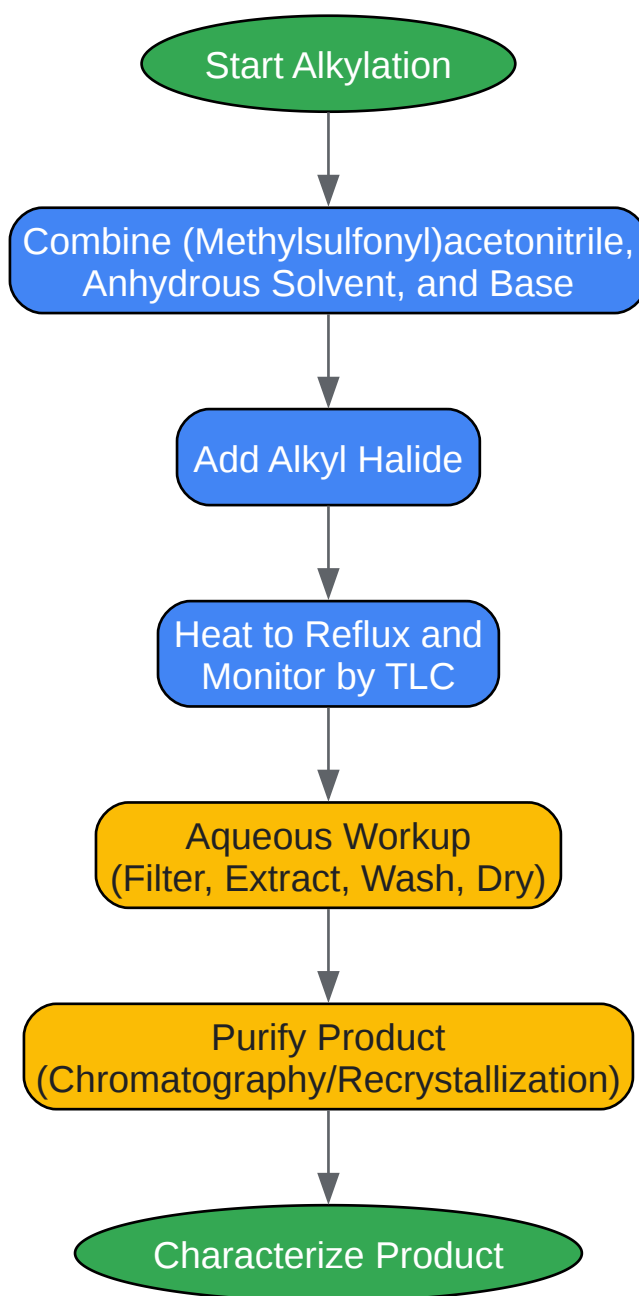 Start Alkylation
Combine (Methylsulfonyl)acetonitrile,
Anhydrous Solvent, and Base
Add Alkyl Halide
Heat to Reflux and
Monitor by TLC
Aqueous Workup
(Filter, Extract, Wash, Dry)
Purify Product
(Chromatography/Recrystallization)
Characterize Product